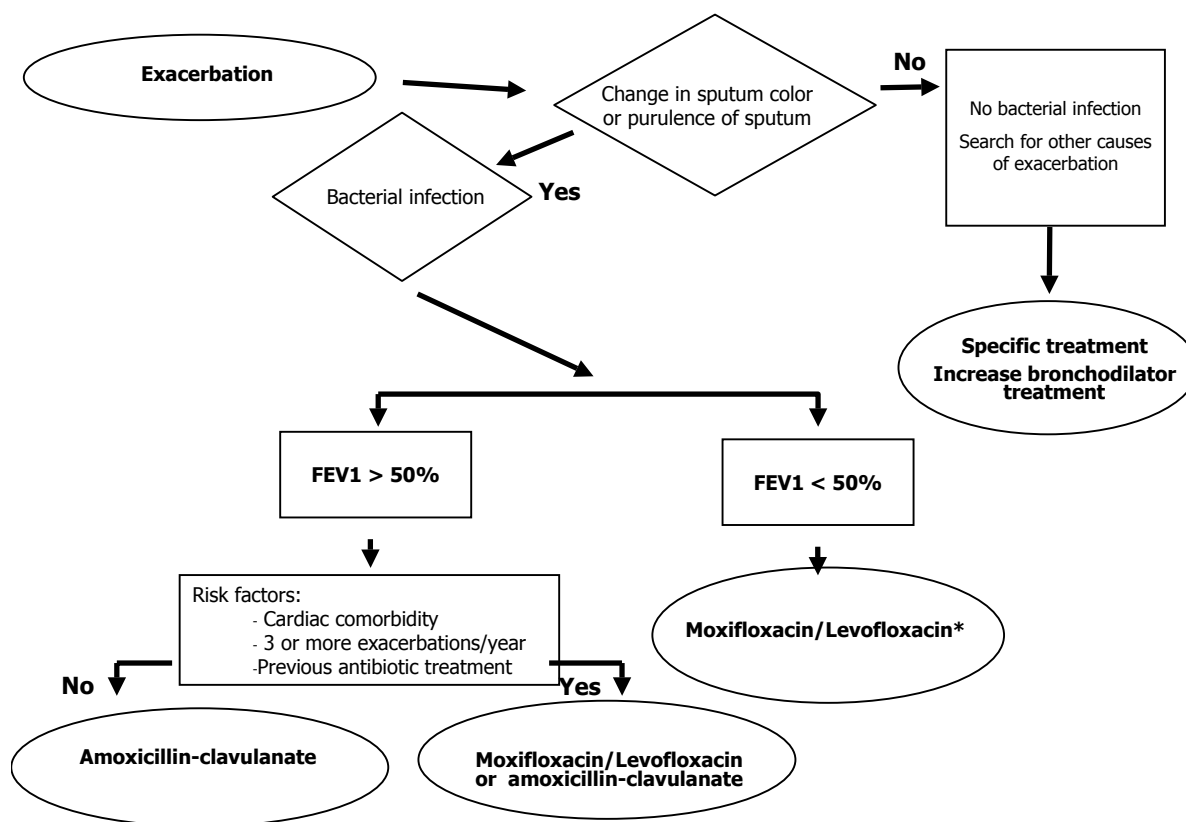 Exacerbation
Change in sputum color
or purulence of sputum
No
No bacterial infection
Search for other causes
of exacerbation
Bacterial infection
Yes
Specific treatment
Increase bronchodilator
treatment
FEV1 > 50%
FEV1 < 50%
Risk factors:
- Cardiac comorbidity
- 3 or more exacerbations/year
-Previous antibiotic treatment
Moxifloxacin/Levofloxacin*
No
Yes
Amoxicillin-clavulanate
Moxifloxacin/Levofloxacin
or amoxicillin-clavulanate